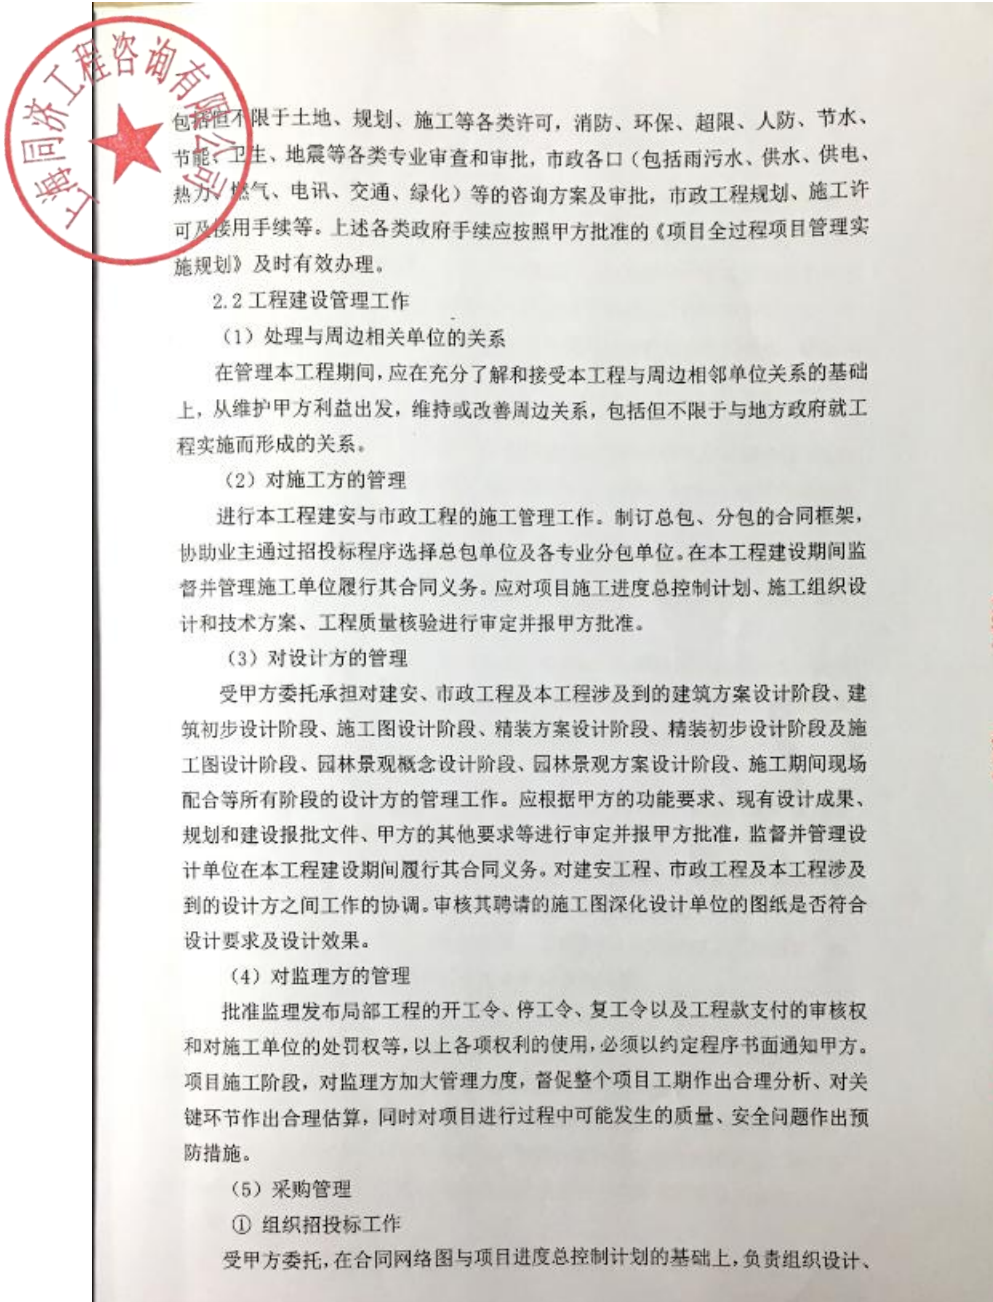 上海同济工程咨询有限公司
包括但不限于土地、规划、施工等各类许可，消防、环保、超限、人防、节水、
节能、卫生、地震等各类专业审查和审批，市政各口（包括雨污水、供水、供电、
热力、燃气、电讯、交通、绿化）等的咨询方案及审批，市政工程规划、施工许
可及接用手续等。上述各类政府手续应按照甲方批准的《项目全过程项目管理实
施规划》及时有效办理。
2.2 工程建设管理工作
（1）处理与周边相关单位的关系
在管理本工程期间，应在充分了解和接受本工程与周边相邻单位关系的基础
上，从维护甲方利益出发，维持或改善周边关系，包括但不限于与地方政府就工
程实施而形成的关系。
（2）对施工方的管理
进行本工程建安与市政工程的施工管理工作。制订总包、分包的合同框架，
协助业主通过招投标程序选择总包单位及各专业分包单位。在本工程建设期间监
督并管理施工单位履行其合同义务。应对项目施工进度总控制计划、施工组织设
计和技术方案、工程质量核验进行审定并报甲方批准。
（3）对设计方的管理
受甲方委托承担对建安、市政工程及本工程涉及到的建筑方案设计阶段、建
筑初步设计阶段、施工图设计阶段、精装方案设计阶段、精装初步设计阶段及施
工图设计阶段、园林景观概念设计阶段、园林景观方案设计阶段、施工期间现场
配合等所有阶段的设计方的管理工作。应根据甲方的功能要求、现有设计成果、
规划和建设报批文件、甲方的其他要求等进行审定并报甲方批准，监督并管理设
计单位在本工程建设期间履行其合同义务。对建安工程、市政工程及本工程涉及
到的设计方之间工作的协调。审核其聘请的施工图深化设计单位的图纸是否符合
设计要求及设计效果。
（4）对监理方的管理
批准监理发布局部工程的开工令、停工令、复工令以及工程款支付的审核权
和对施工单位的处罚权等，以上各项权利的使用，必须以约定程序书面通知甲方。
项目施工阶段，对监理方加大管理力度，督促整个项目工期作出合理分析、对关
键环节作出合理估算，同时对项目进行过程中可能发生的质量、安全问题作出预
防措施。
（5）采购管理
① 组织招投标工作
受甲方委托，在合同网络图与项目进度总控制计划的基础上，负责组织设计、